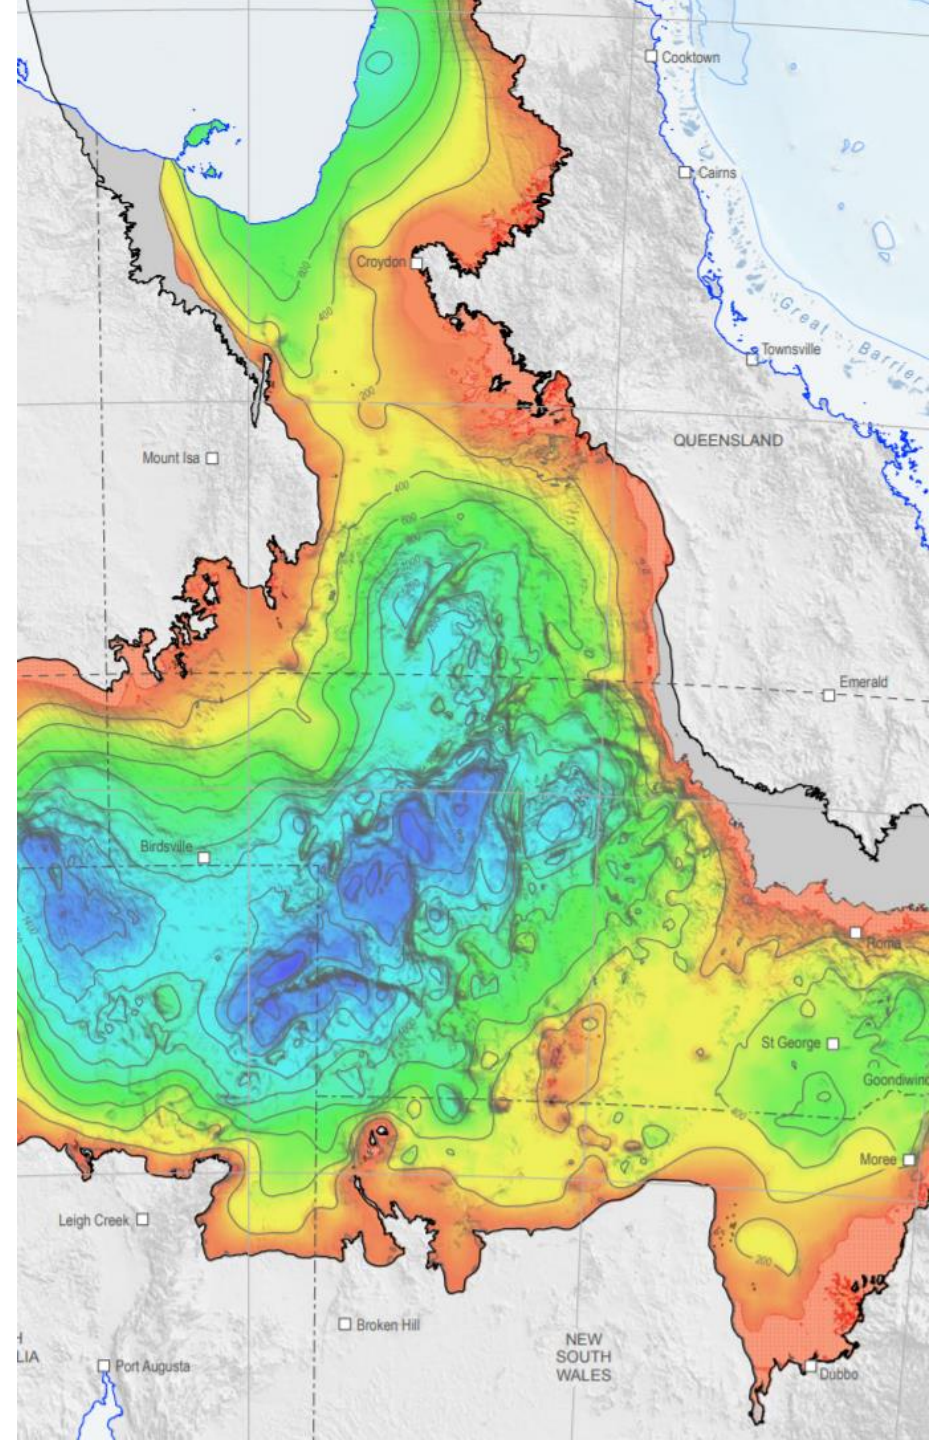 Cooktown
Cairns
Croydon
Great Barrier
Townsville
600
400
200
QUEENSLAND
Mount Isa
400
600
800
Emerald
Birdsville
Roma
St George
Goondiwind
Moree
Leigh Creek
200
Broken Hill
NEW
SOUTH
WALES
H
LIA
Port Augusta
Dubbo